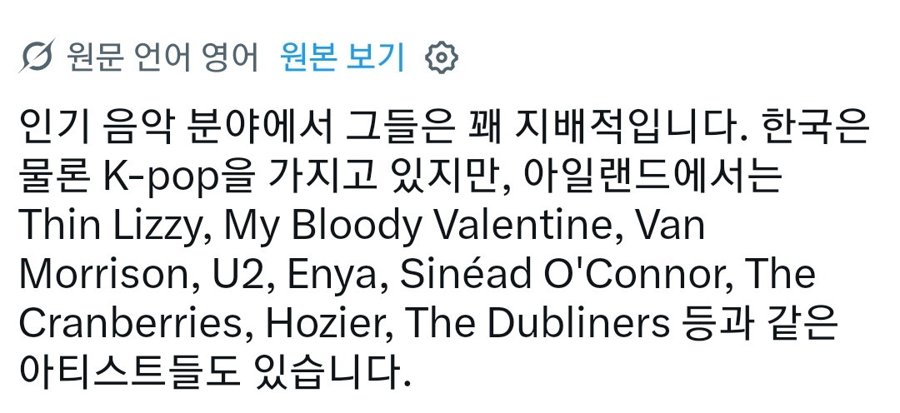 원문 언어 영어 원본 보기
인기 음악 분야에서 그들은 꽤 지배적입니다. 한국은
물론 K-pop을 가지고 있지만, 아일랜드에서는
Thin Lizzy, My Bloody Valentine, Van
Morrison, U2, Enya, Sinéad O'Connor, The
Cranberries, Hozier, The Dubliners 등과 같은
아티스트들도 있습니다.